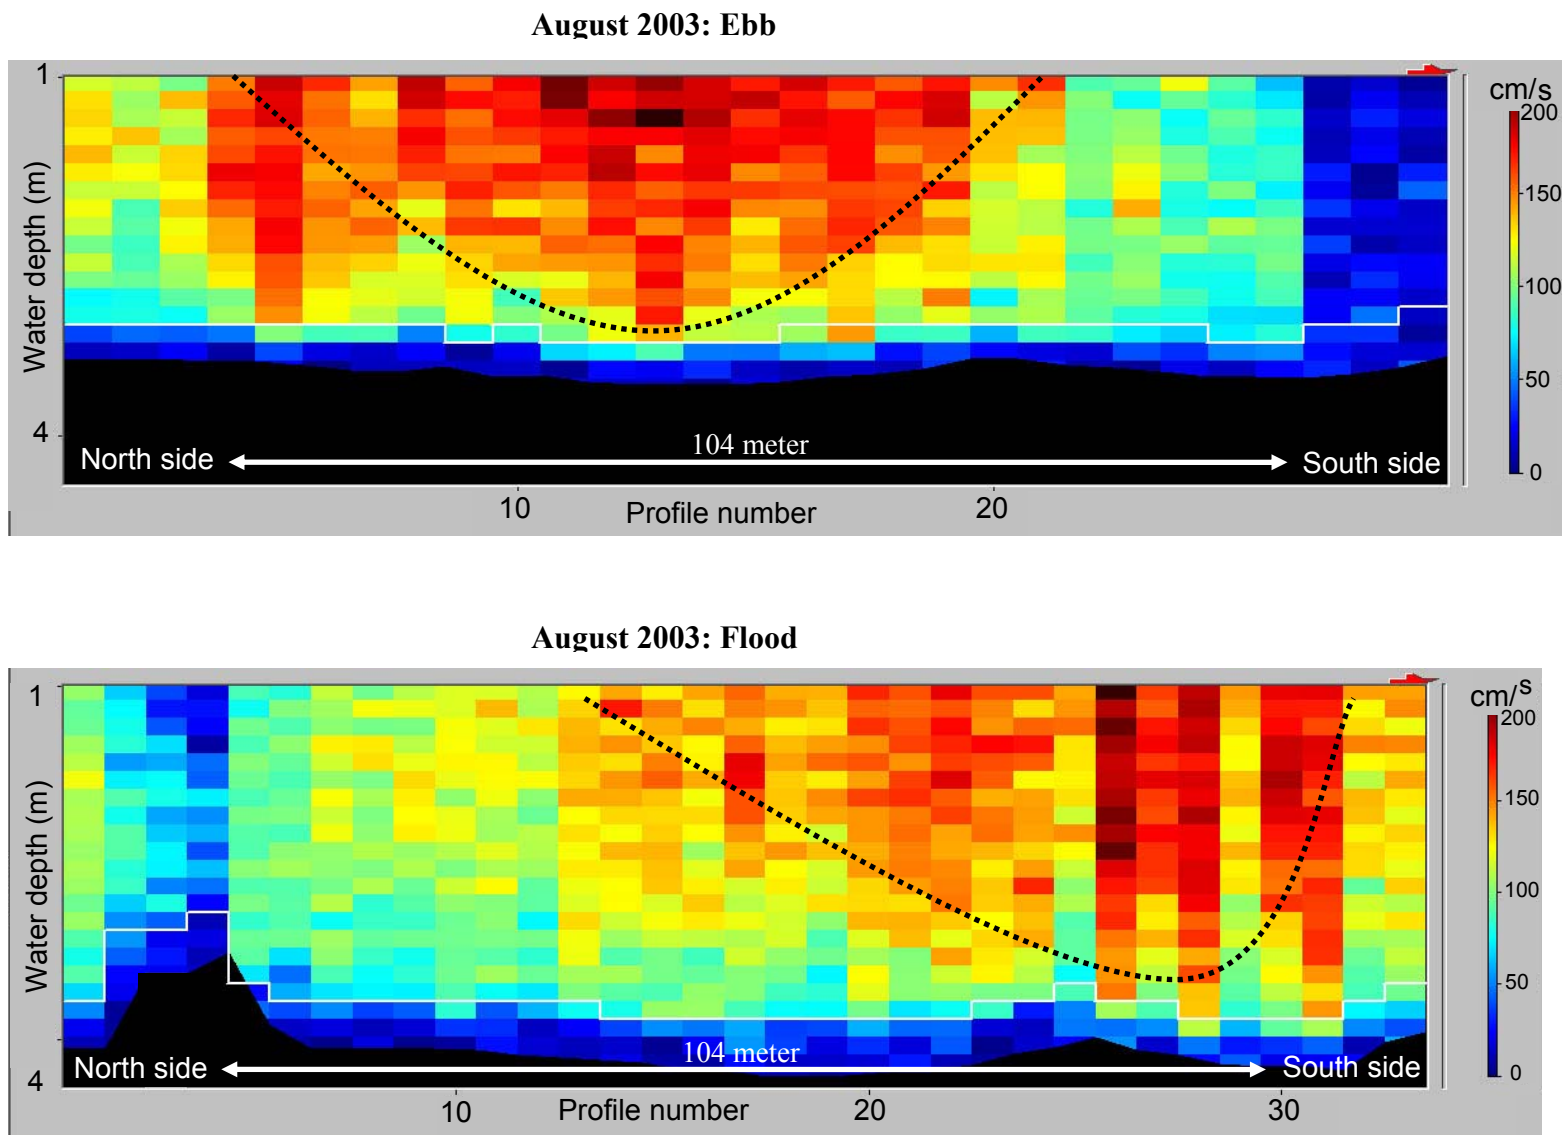 August 2003: Ebb
cm/s
1
200
150
100
50
0
Water depth (m)
4
104 meter
North side
South side
10
20
Profile number
August 2003: Flood
cm/s
1
200
150
100
50
0
Water depth (m)
4
104 meter
North side
South side
10
20
30
Profile number